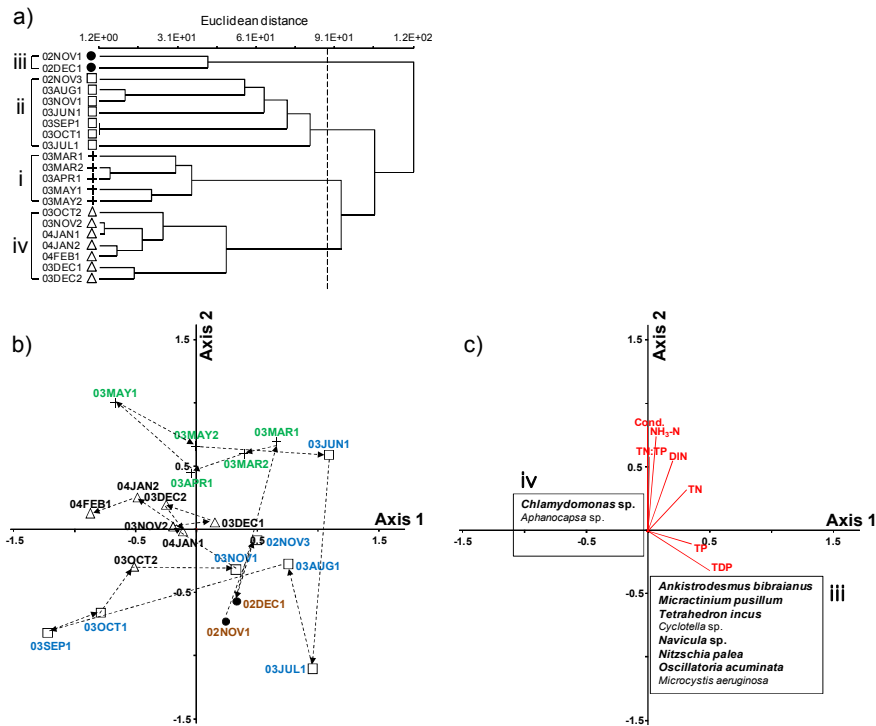 a)
Euclidean distance
1.2E+00 3.1E+01 6.1E+01 9.1E+01 1.2E+02
iii
02NOV1
02DEC1
ii
02NOV3
03AUG1
03NOV1
03JUN1
03SEP1
03OCT1
03JUL1
i
03MAR1
03MAR2
03APR1
03MAY1
03MAY2
iv
03OCT2
03NOV2
04JAN1
04JAN2
04FEB1
03DEC1
03DEC2
b)
Axis 2
1.5
03MAY1
03MAY2
03MAR1
03JUN1
03MAR2
0.5
03APR1
04JAN2
03DEC2
04FEB1
03NOV2
03DEC1
Axis 1
-1.5 -0.5 0.5 1.5
04JAN1
02NOV3
03OCT2
03NOV1
03AUG1
-0.5
02DEC1
02NOV1
03OCT1
03SEP1
03JUL1
-1.5
c)
Axis 2
1.5
Cond.
NH3-N
TN:TP
DIN
0.5
TN
iv
Chlamydomonas sp.
Aphanocapsa sp.
Axis 1
-1.5 -0.5 0.5 1.5
TP
TDP
-0.5
iii
Ankistrodesmus bibraianus
Micractinium pusillum
Tetrahedron incus
Cyclotella sp.
Navicula sp.
Nitzschia palea
Oscillatoria acuminata
Microcystis aeruginosa
-1.5